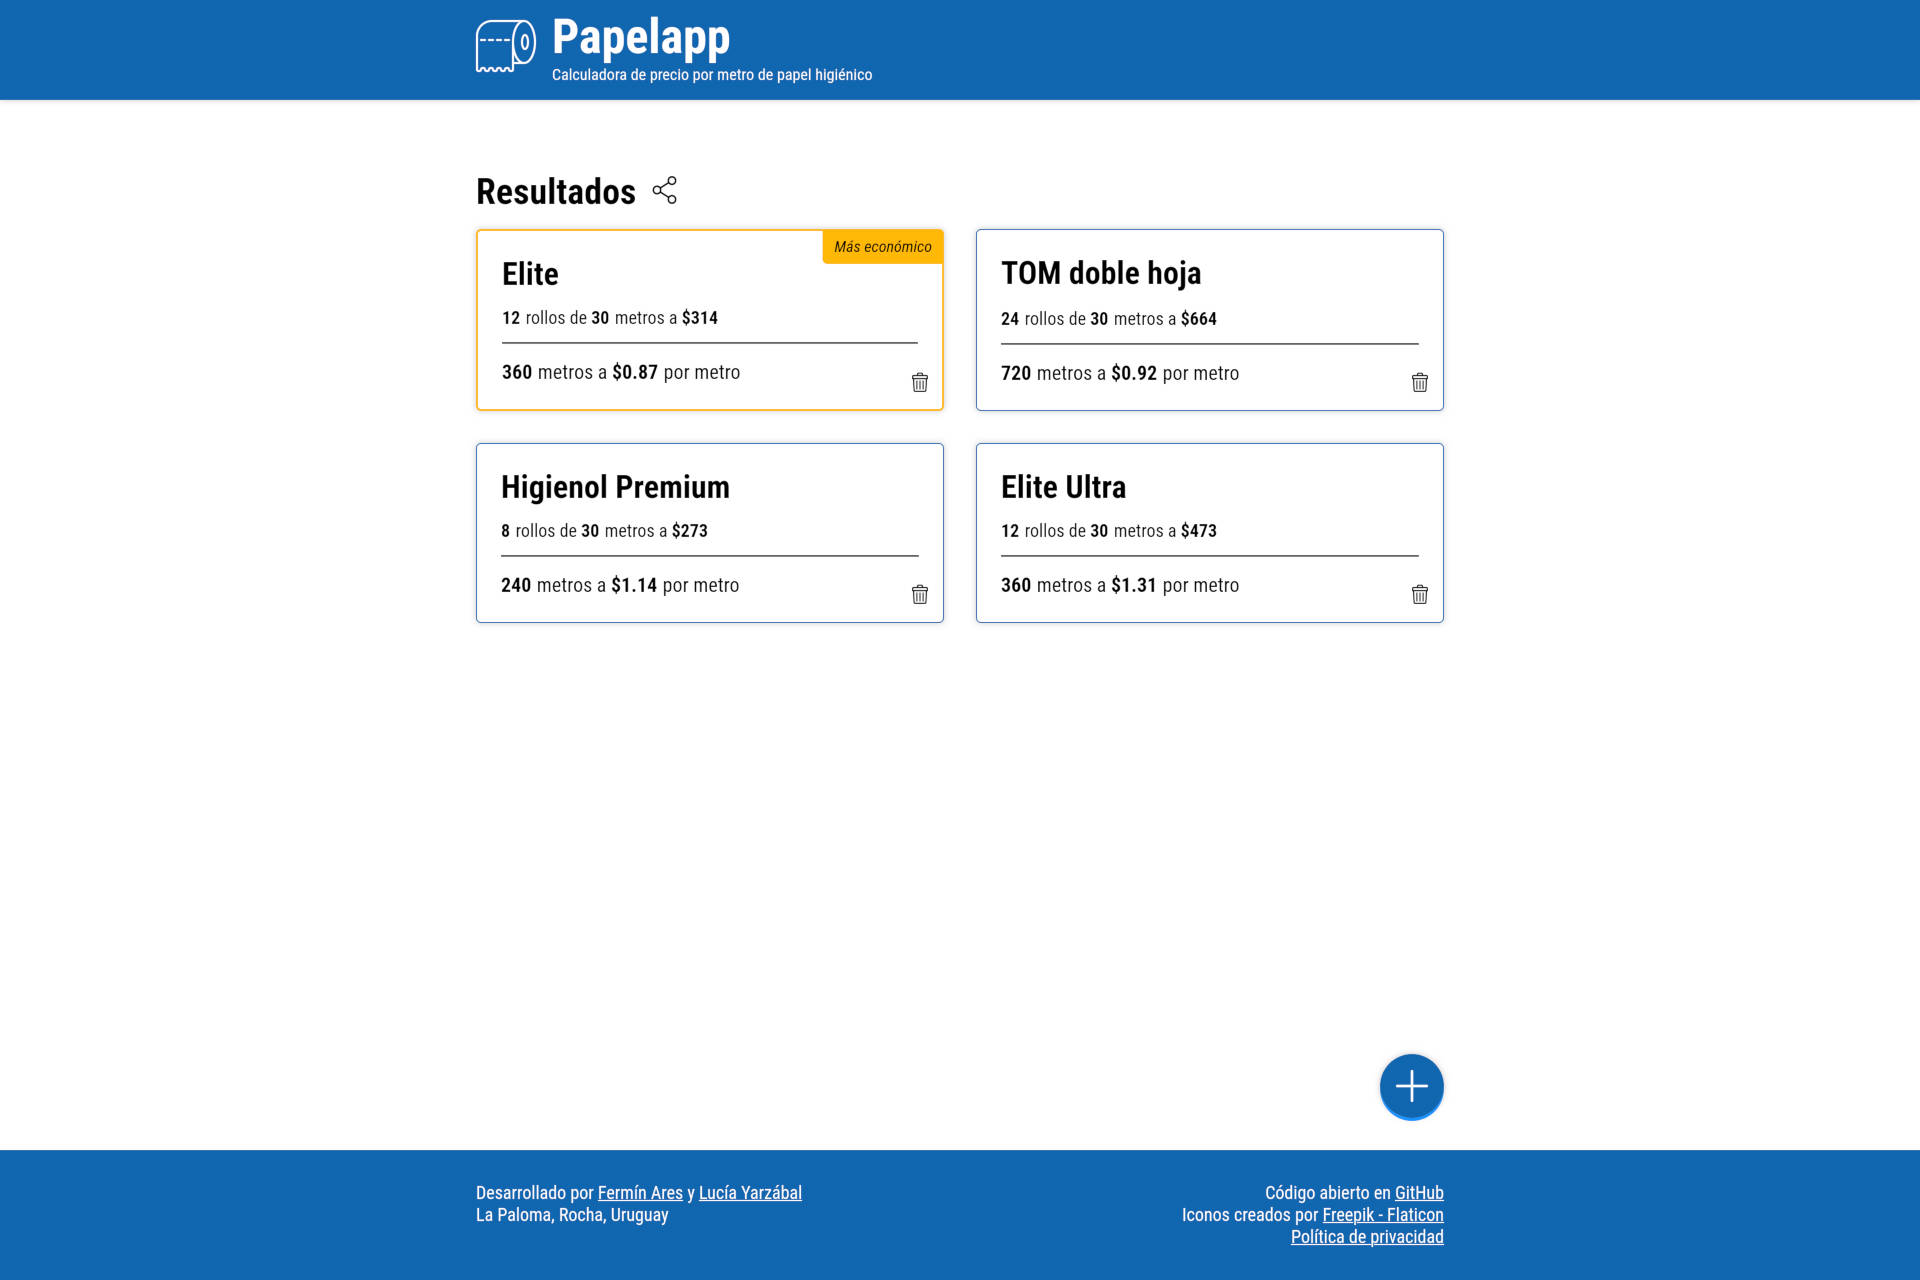 Papelapp
Calculadora de precio por metro de papel higiénico
Resultados
Más económico
Elite
12 rollos de 30 metros a $314
360 metros a $0.87 por metro
TOM doble hoja
24 rollos de 30 metros a $664
720 metros a $0.92 por metro
Higienol Premium
8 rollos de 30 metros a $273
240 metros a $1.14 por metro
Elite Ultra
12 rollos de 30 metros a $473
360 metros a $1.31 por metro
Desarrollado por Fermín Ares y Lucía Yarzábal
La Paloma, Rocha, Uruguay
Código abierto en GitHub
Iconos creados por Freepik - Flaticon
Política de privacidad